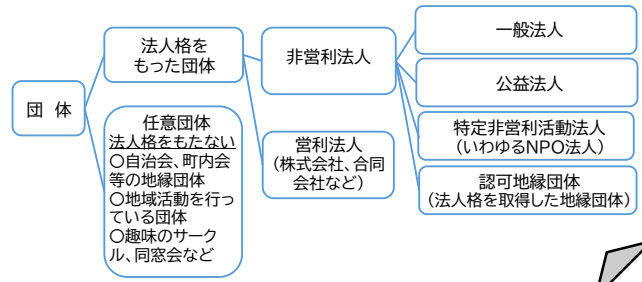 団 体
法人格を
もった団体
任意団体
法人格をもたない
〇自治会、町内会
等の地縁団体
〇地域活動を行っ
ている団体
〇趣味のサーク
ル、同窓会など
非営利法人
営利法人
(株式会社、合同
会社など)
一般法人
公益法人
特定非営利活動法人
(いわゆるNPO法人)
認可地縁団体
(法人格を取得した地縁団体)